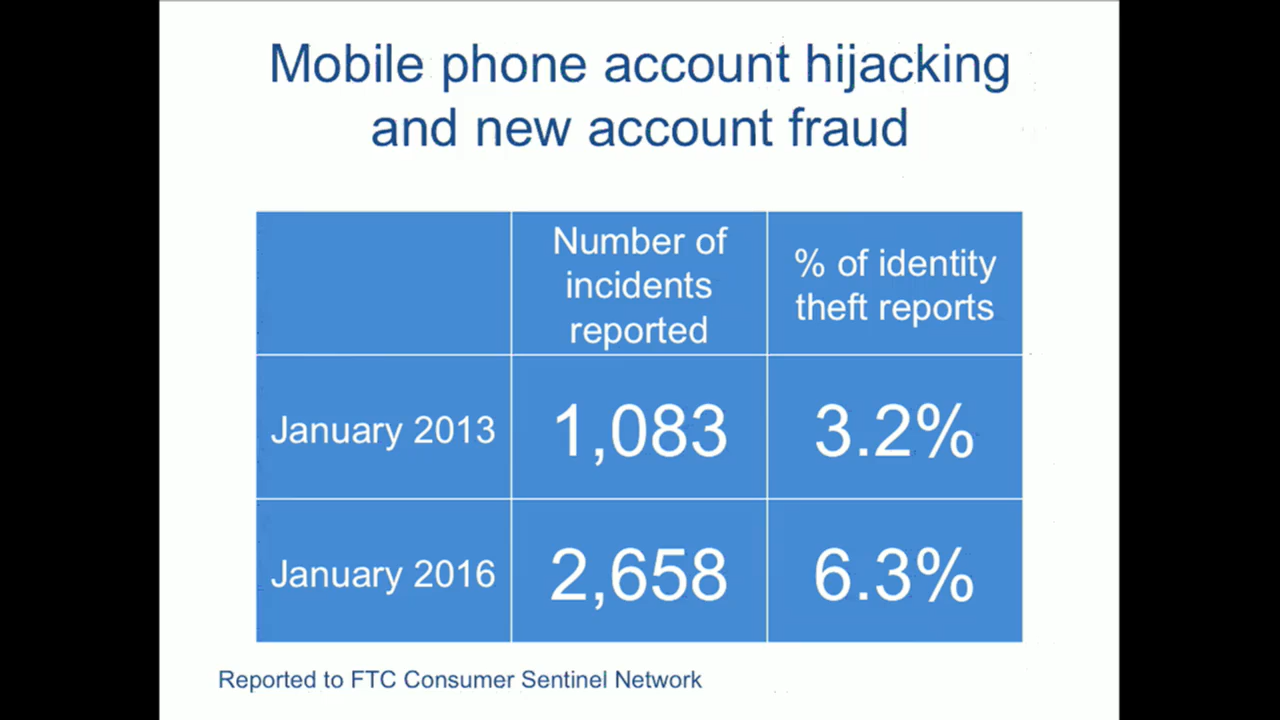 Mobile phone account hijacking
and new account fraud
Number of
incidents
reported
% of identity
theft reports
January 2013
1,083
3.2%
January 2016
2,658
6.3%
Reported to FTC Consumer Sentinel Network